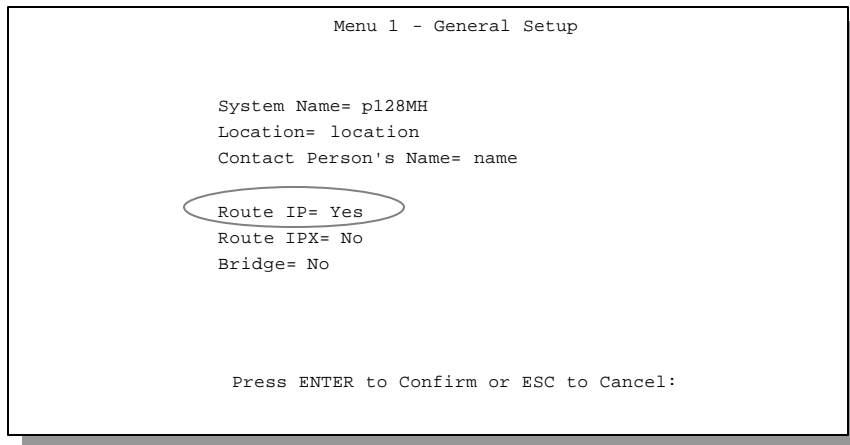 Menu 1 - General Setup
System Name= p128MH
Location= location
Contact Person's Name= name
Route IP= Yes
Route IPX= No
Bridge= No
Press ENTER to Confirm or ESC to Cancel: